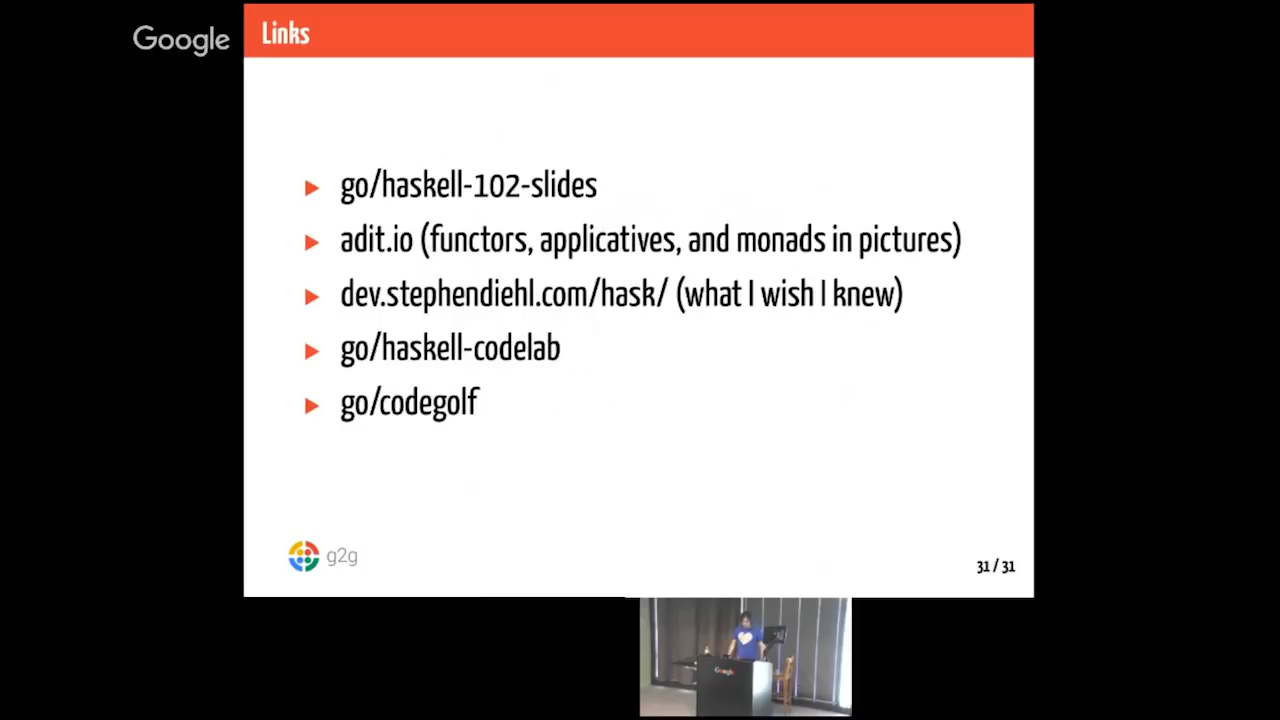 Google
Links
go/haskell-102-slides
adit.io (functors, applicatives, and monads in pictures)
dev.stephendiehl.com/hask/ (what I wish I knew)
go/haskell-codelab
go/codegolf
g2g
31 / 31
Google